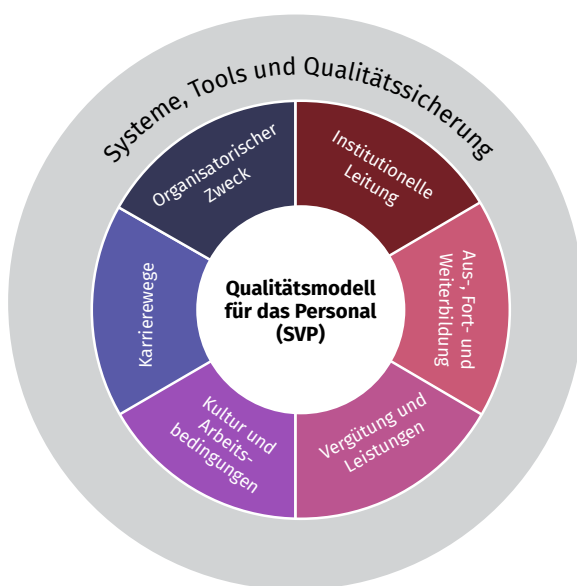 Systeme, Tools und Qualitätssicherung
Organisatorischer
Zweck
Institutionelle
Leitung
Aus-, Fort- und
Weiterbildung
Vergütung und
Leistungen
Kultur und
Arbeits-
bedingungen
Karrierewege
Qualitätsmodell
für das Personal
(SVP)